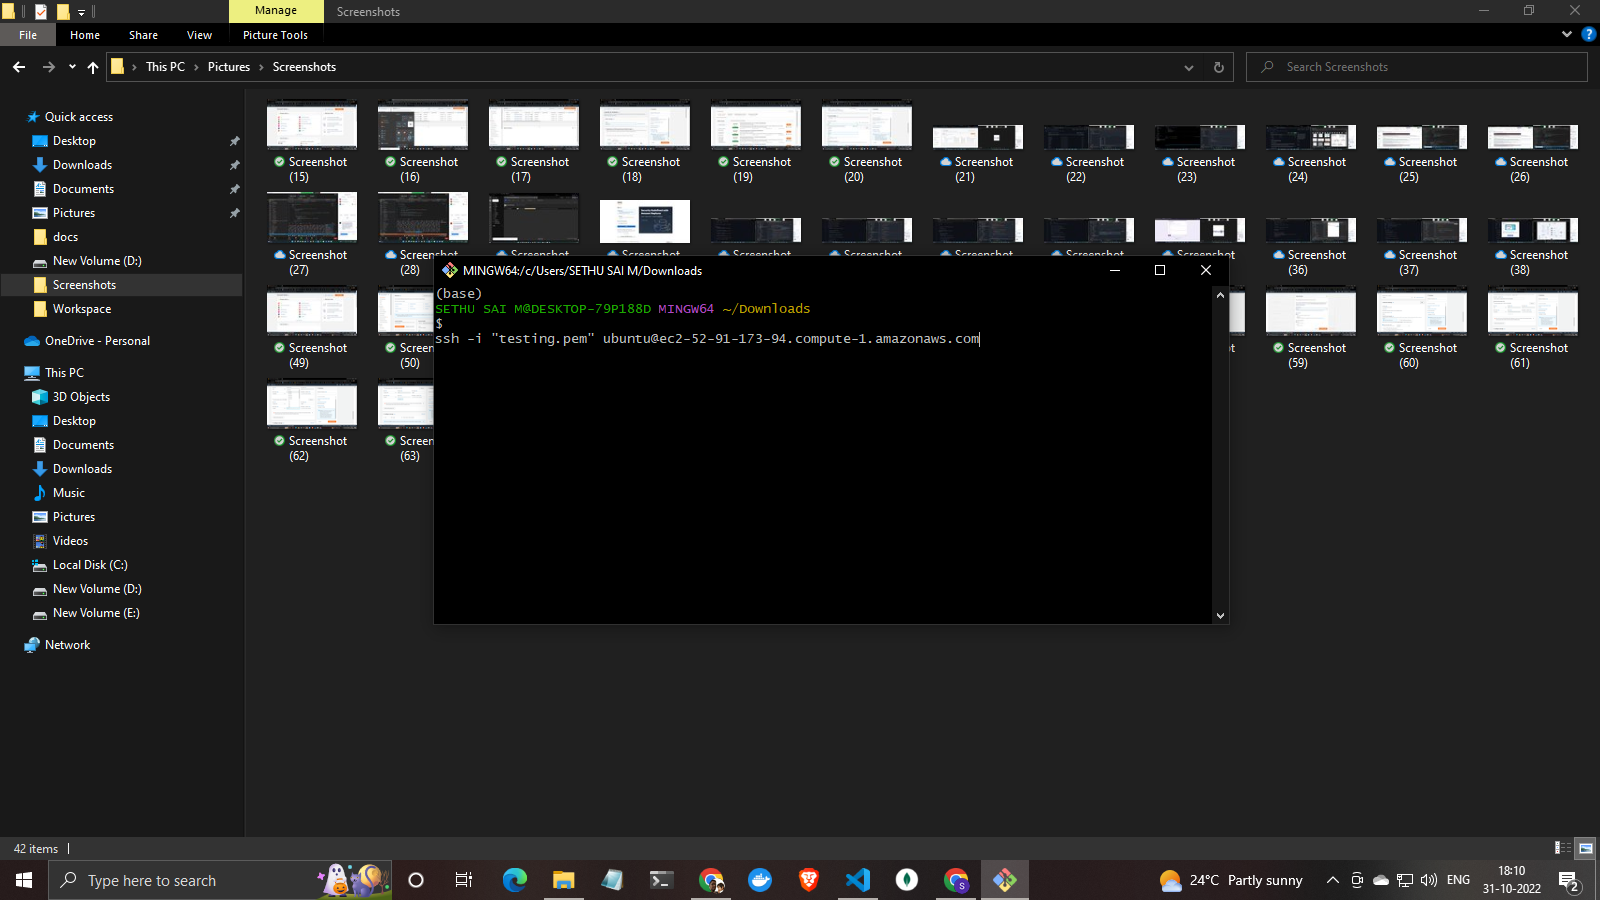 Manage
Screenshots
File
Home
Share
View
Picture Tools
This PC
Pictures
Screenshots
Search Screenshots
Quick access
Desktop
Downloads
Documents
Pictures
docs
New Volume (D:)
Screenshots
Workspace
OneDrive - Personal
This PC
3D Objects
Desktop
Documents
Downloads
Music
Pictures
Videos
Local Disk (C:)
New Volume (D:)
New Volume (E:)
Network
Screenshot (15)
Screenshot (16)
Screenshot (17)
Screenshot (18)
Screenshot (19)
Screenshot (20)
Screenshot (21)
Screenshot (22)
Screenshot (23)
Screenshot (24)
Screenshot (25)
Screenshot (26)
Screenshot (27)
Screenshot (28)
Screenshot (36)
Screenshot (37)
Screenshot (38)
Screenshot (49)
(50)
Screenshot (59)
Screenshot (60)
Screenshot (61)
Screenshot (62)
(63)
MINGW64:/c/Users/SETHU SAI M/Downloads
(base)
SETHU SAI M@DESKTOP-79P188D MINGW64 ~/Downloads
$
ssh -i "testing.pem" ubuntu@ec2-52-91-173-94.compute-1.amazonaws.com
42 items
Type here to search
24°C Partly sunny
ENG
18:10
31-10-2022
2